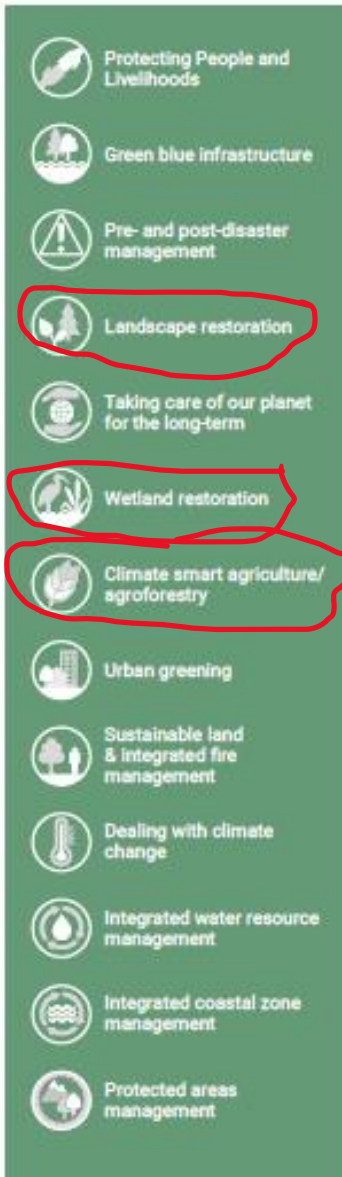 Protecting People and
Livelihoods
Green blue infrastructure
Pre- and post-disaster
management
Landscape restoration
Taking care of our planet
for the long-term
Wetland restoration
Climate smart agriculture/
agroforestry
Urban greening
Sustainable land
& integrated fire
management
Dealing with climate
change
Integrated water resource
management
Integrated coastal zone
management
Protected areas
management